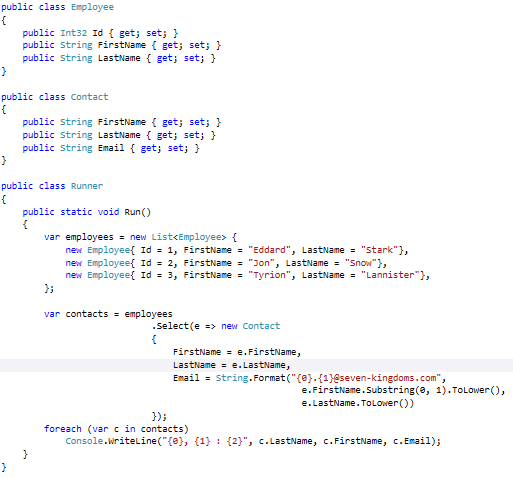 public class Employee
{
    public Int32 Id { get; set; }
    public String FirstName { get; set; }
    public String LastName { get; set; }
}

public class Contact
{
    public String FirstName { get; set; }
    public String LastName { get; set; }
    public String Email { get; set; }
}

public class Runner
{
    public static void Run()
    {
        var employees = new List<Employee> {
            new Employee{ Id = 1, FirstName = "Eddard", LastName = "Stark"},
            new Employee{ Id = 2, FirstName = "Jon", LastName = "Snow"},
            new Employee{ Id = 3, FirstName = "Tyrion", LastName = "Lannister"},
        };

        var contacts = employees
                            .Select(e => new Contact
                            {
                                FirstName = e.FirstName,
                                LastName = e.LastName,
                                Email = String.Format("{0}.{1}@seven-kingdoms.com",
                                                        e.FirstName.Substring(0, 1).ToLower(),
                                                        e.LastName.ToLower())
                            });
        foreach (var c in contacts)
            Console.WriteLine("{0}, {1} : {2}", c.LastName, c.FirstName, c.Email);
    }
}